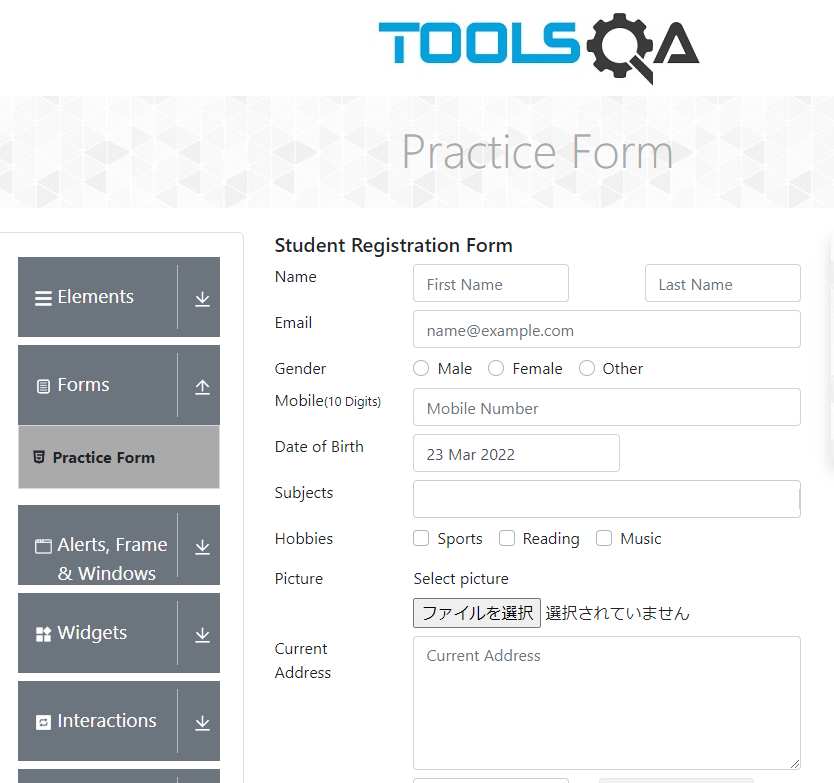 TOOLSQA
Practice Form
Elements
Forms
Practice Form
Alerts, Frame
& Windows
Widgets
Interactions
Student Registration Form
Name First Name Last Name
Email name@example.com
Gender Male Female Other
Mobile(10 Digits) Mobile Number
Date of Birth 23 Mar 2022
Subjects
Hobbies Sports Reading Music
Picture Select picture
ファイルを選択 選択されていません
Current
Address
Current Address